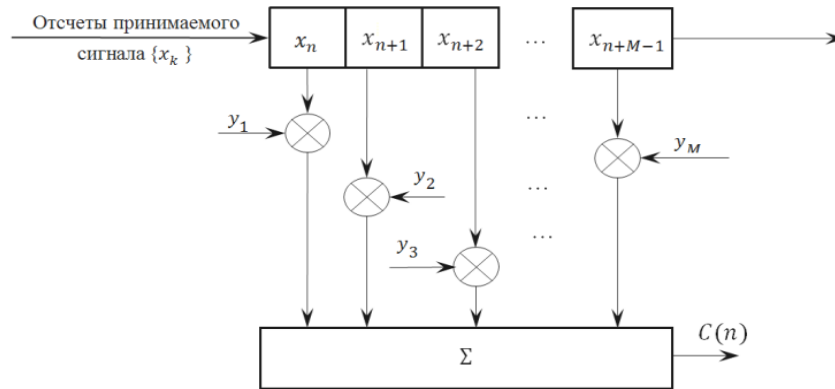 Отсчеты принимаемого
сигнала {x_k }
x_n x_{n+1} x_{n+2} ... x_{n+M-1}
y_1
...
y_M
y_2
...
y_3
...
C(n)
Σ